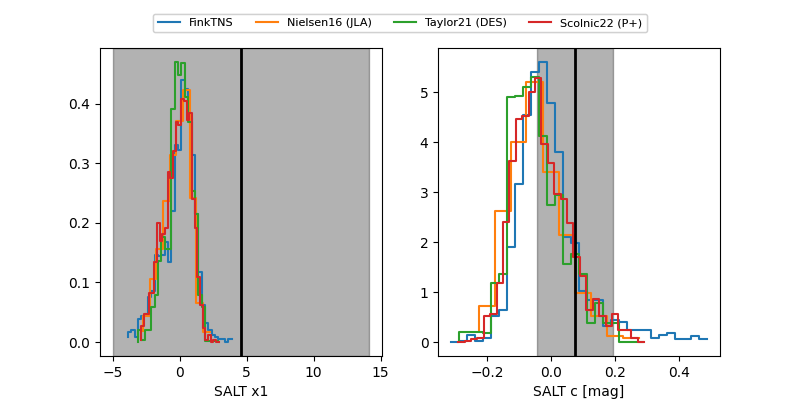 FinkTNS Nielsen16 (JLA) Taylor21 (DES) Scolnic22 (P+)
0.4
0.3
0.2
0.1
0.0
−5 0 5 10 15
SALT x1
5
4
3
2
1
0
−0.2 0.0 0.2 0.4
SALT c [mag]